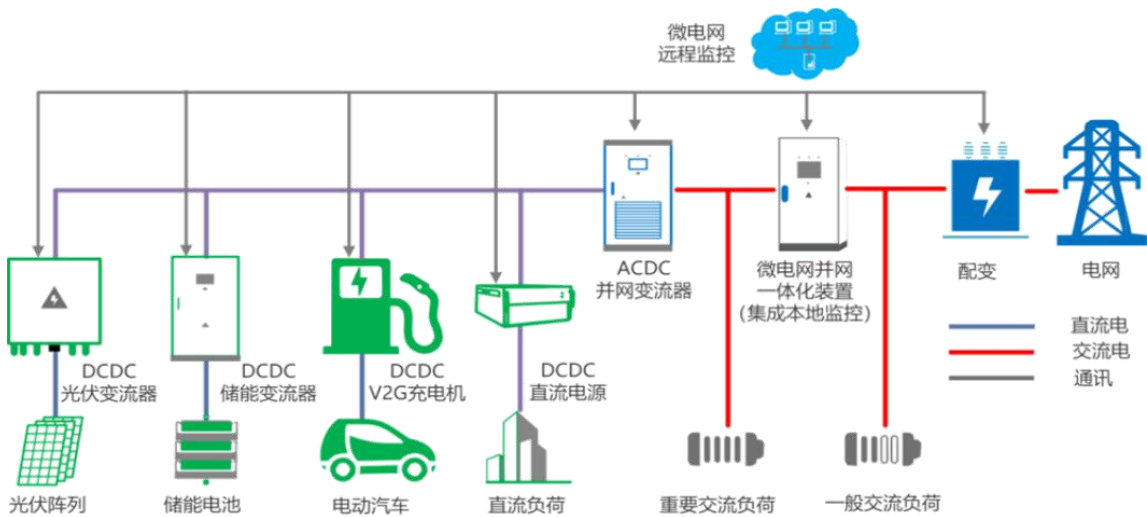 微电网
远程监控
ACDC
并网变流器
微电网并网
一体化装置
(集成本地监控)
配变
电网
直流电
交流电
通讯
DCDC
光伏变流器
DCDC
储能变流器
DCDC
V2G充电机
DCDC
直流电源
光伏阵列
储能电池
电动汽车
直流负荷
重要交流负荷
一般交流负荷